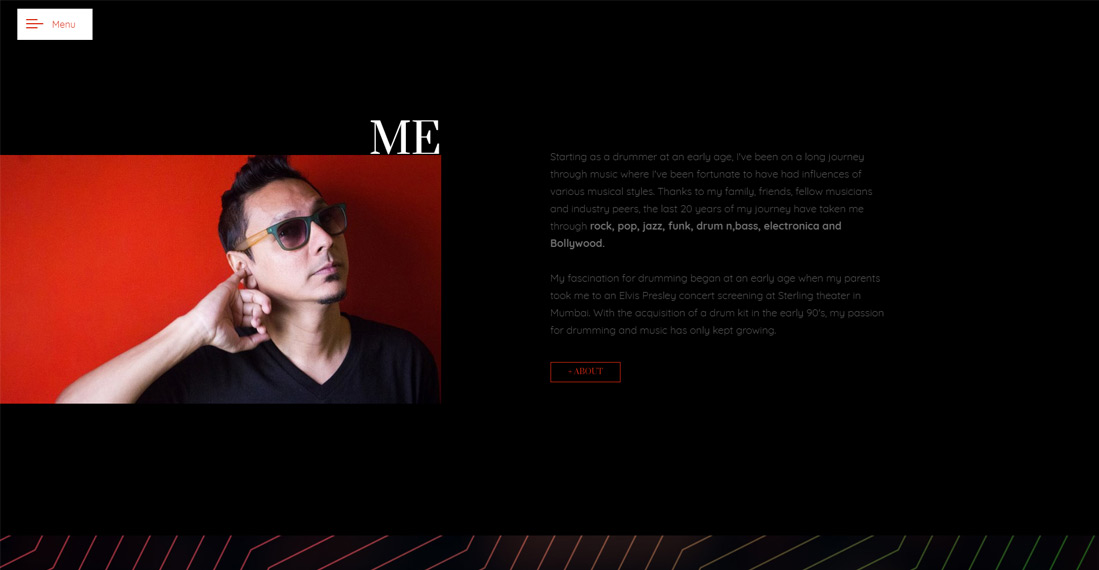 Menu
ME
Starting as a drummer at an early age, I've been on a long journey
through music where I've been fortunate to have had influences of
various musical styles. Thanks to my family, friends, fellow musicians
and industry peers, the last 20 years of my journey have taken me
through rock, pop, jazz, funk, drum n,bass, electronica and
Bollywood.
My fascination for drumming began at an early age when my parents
took me to an Elvis Presley concert screening at Sterling theater in
Mumbai. With the acquisition of a drum kit in the early 90's, my passion
for drumming and music has only kept growing.
+ ABOUT